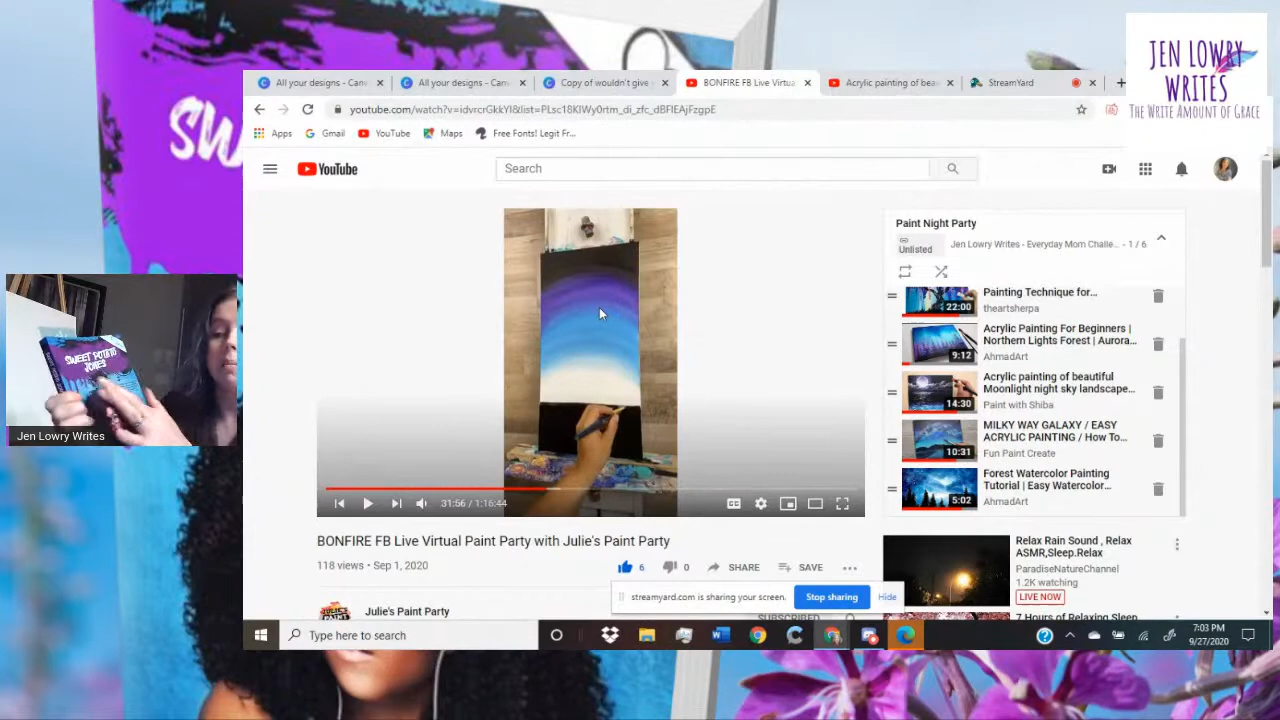 SW
JEN LOWRY
WRITES
THE WRITE AMOUNT OF GRACE
All your designs - Can
All your designs - Can
Copy of wouldn't give
BONFIRE FB Live Virtua
Acrylic painting of beau
StreamYard
youtube.com/watch?v=idvrcrGkkYI&list=PLsc18KIWy0rtm_di_zfc_dBFIEAjFzgpE
Apps
Gmail
YouTube
Maps
Free Fonts! Legit Fr...
YouTube
Search
Paint Night Party
Unlisted
Jen Lowry Writes - Everyday Mom Challe... - 1 / 6
Painting Technique for...
theartsherpa
22:00
Acrylic Painting For Beginners |
Northern Lights Forest | Aurora...
AhmadArt
9:12
Acrylic painting of beautiful
Moonlight night sky landscape...
Paint with Shiba
14:30
MILKY WAY GALAXY / EASY
ACRYLIC PAINTING / How To...
Fun Paint Create
10:31
Forest Watercolor Painting
Tutorial | Easy Watercolor...
AhmadArt
5:02
SWEET POTATO
JONES
Jen Lowry Writes
31:56 / 1:16:44
CC
BONFIRE FB Live Virtual Paint Party with Julie's Paint Party
118 views • Sep 1, 2020
6
0
SHARE
SAVE
Relax Rain Sound , Relax
ASMR,Sleep.Relax
ParadiseNatureChannel
1.2K watching
LIVE NOW
streamyard.com is sharing your screen.
Stop sharing
Hide
Julie's Paint Party
SUBSCRIBED
7 Hours of Relaxing Sleep
Type here to search
7:03 PM
9/27/2020